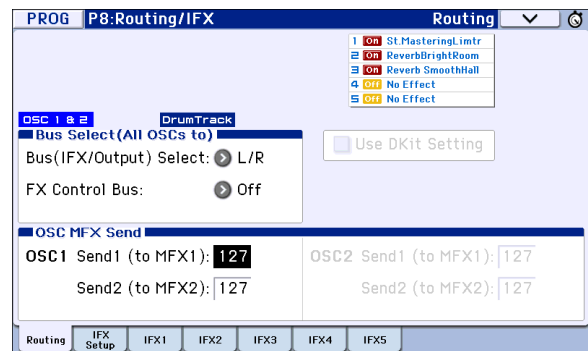 PROG P8:Routing/IFX Routing
1 On St.MasteringLimtr
2 On ReverbBrightRoom
3 On Reverb SmoothHall
4 Off No Effect
5 Off No Effect
OSC 1 & 2 DrumTrack
Bus Select(All OSCs to)
Bus(IFX/Output) Select: L/R
Use DKit Setting
FX Control Bus: Off
OSC MFX Send
OSC1 Send1 (to MFX1): 127 OSC2 Send1 (to MFX1): 127
Send2 (to MFX2): 127 Send2 (to MFX2): 127
Routing IFX Setup IFX1 IFX2 IFX3 IFX4 IFX5